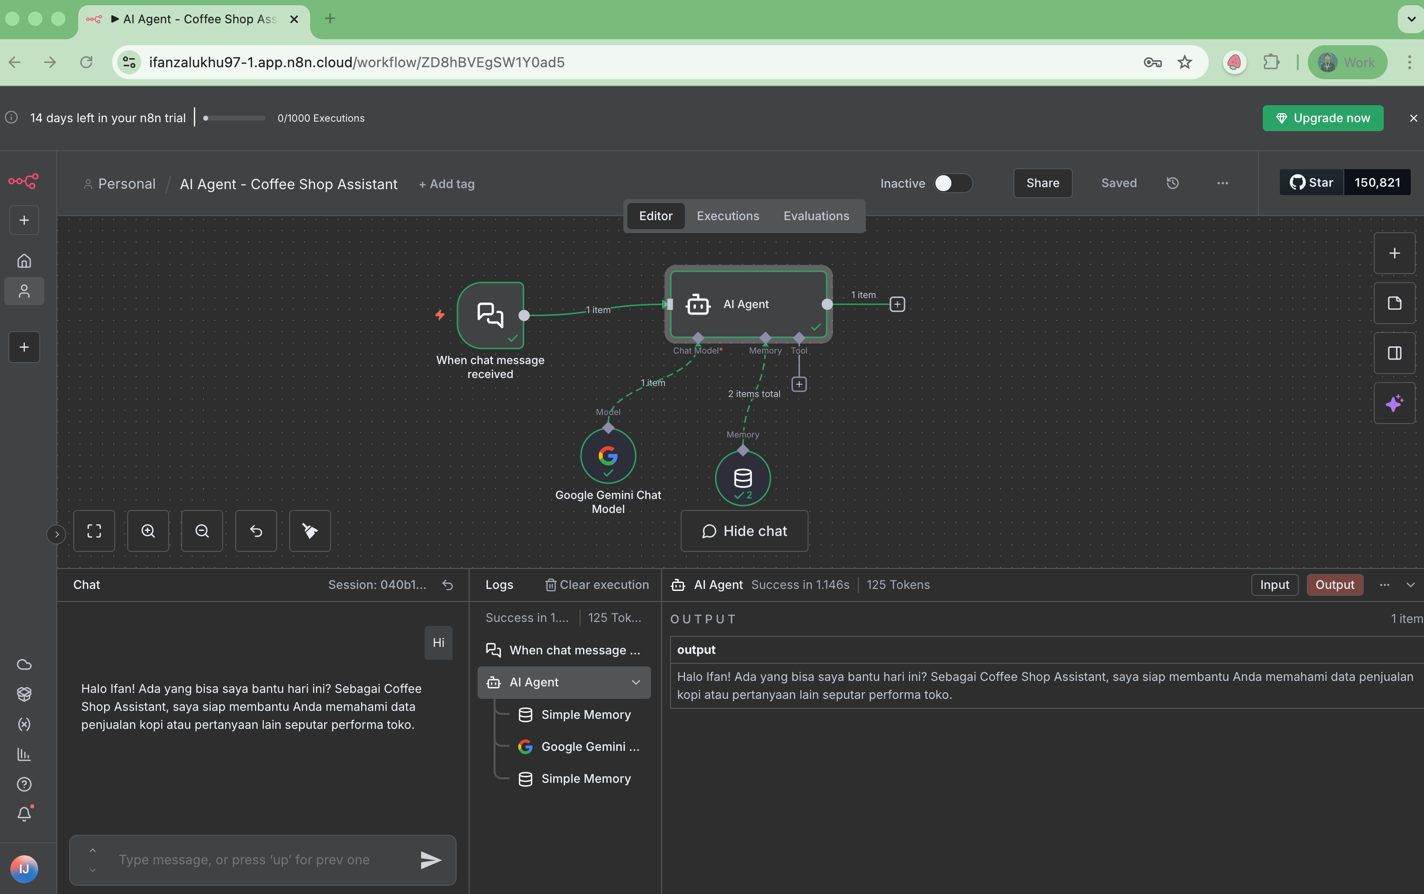 AI Agent - Coffee Shop Ass
ifanzalukhu97-1.app.n8n.cloud/workflow/ZD8hBVEgSW1Y0ad5
Work
14 days left in your n8n trial
0/1000 Executions
Upgrade now
Personal / AI Agent - Coffee Shop Assistant
+ Add tag
Inactive
Share
Saved
...
Star
150,821
Editor
Executions
Evaluations
1 item
AI Agent
1 item
When chat message
received
Chat Model*
Memory
Tool
1 item
2 items total
Model
Memory
2
Google Gemini Chat
Model
Hide chat
Chat
Session: 040b1...
Hi
Halo Ifan! Ada yang bisa saya bantu hari ini? Sebagai Coffee
Shop Assistant, saya siap membantu Anda memahami data
penjualan kopi atau pertanyaan lain seputar performa toko.
Type message, or press ‘up’ for prev one
Logs
Clear execution
Success in 1....
125 Tok...
When chat message ...
AI Agent
Simple Memory
Google Gemini ...
Simple Memory
AI Agent
Success in 1.146s
125 Tokens
Input
Output
...
OUTPUT
1 item
output
Halo Ifan! Ada yang bisa saya bantu hari ini? Sebagai Coffee Shop Assistant, saya siap membantu Anda memahami data penjualan
kopi atau pertanyaan lain seputar performa toko.
IJ